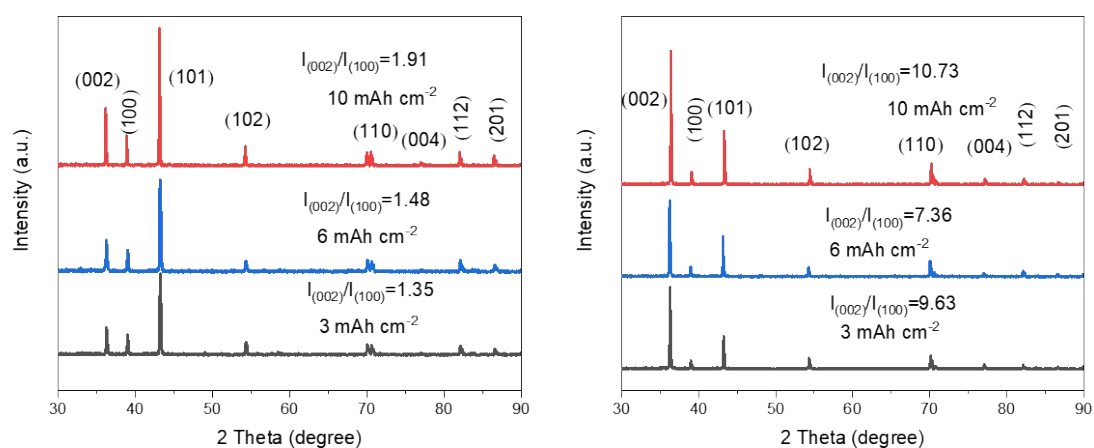 I(002)/I(100)=1.91
(002)
(101)
10 mAh cm-2
(100)
(102)
(110)
(004)
(112)
(201)
I(002)/I(100)=1.48
6 mAh cm-2
I(002)/I(100)=1.35
3 mAh cm-2
Intensity (a.u.)
30 40 50 60 70 80 90
2 Theta (degree)
I(002)/I(100)=10.73
(002)
(100)
(101)
10 mAh cm-2
(102)
(110)
(004)
(112)
(201)
I(002)/I(100)=7.36
6 mAh cm-2
I(002)/I(100)=9.63
3 mAh cm-2
Intensity (a.u.)
30 40 50 60 70 80 90
2 Theta (degree)